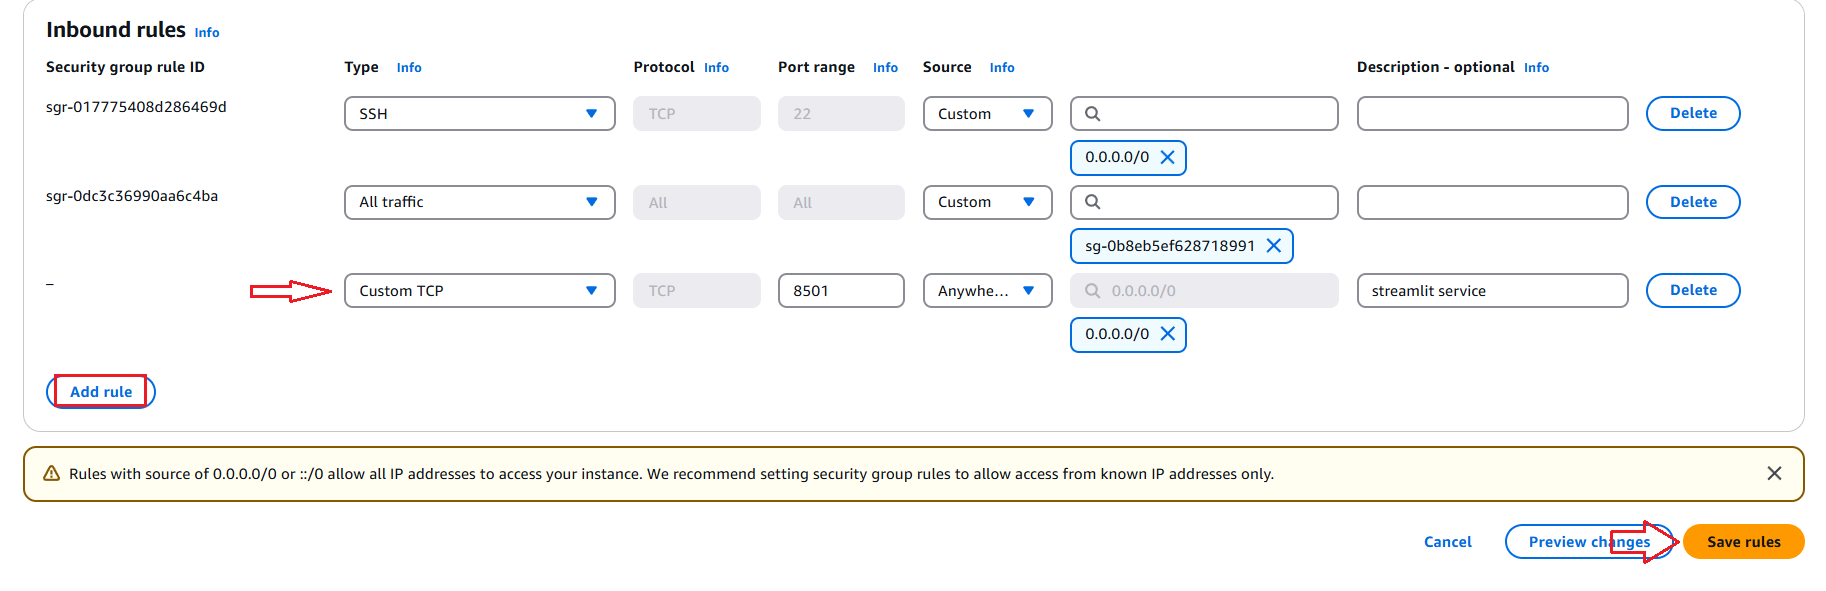 Inbound rules Info
Security group rule ID Type Info Protocol Info Port range Info Source Info Description - optional Info
sgr-017775408d286469d SSH TCP 22 Custom Delete
0.0.0.0/0
sgr-0dc3c36990aa6c4ba All traffic All All Custom Delete
sg-0b8eb5ef628718991
– Custom TCP TCP 8501 Anywhe... 0.0.0.0/0 streamlit service Delete
0.0.0.0/0
Add rule
Rules with source of 0.0.0.0/0 or ::/0 allow all IP addresses to access your instance. We recommend setting security group rules to allow access from known IP addresses only.
Cancel Preview changes Save rules